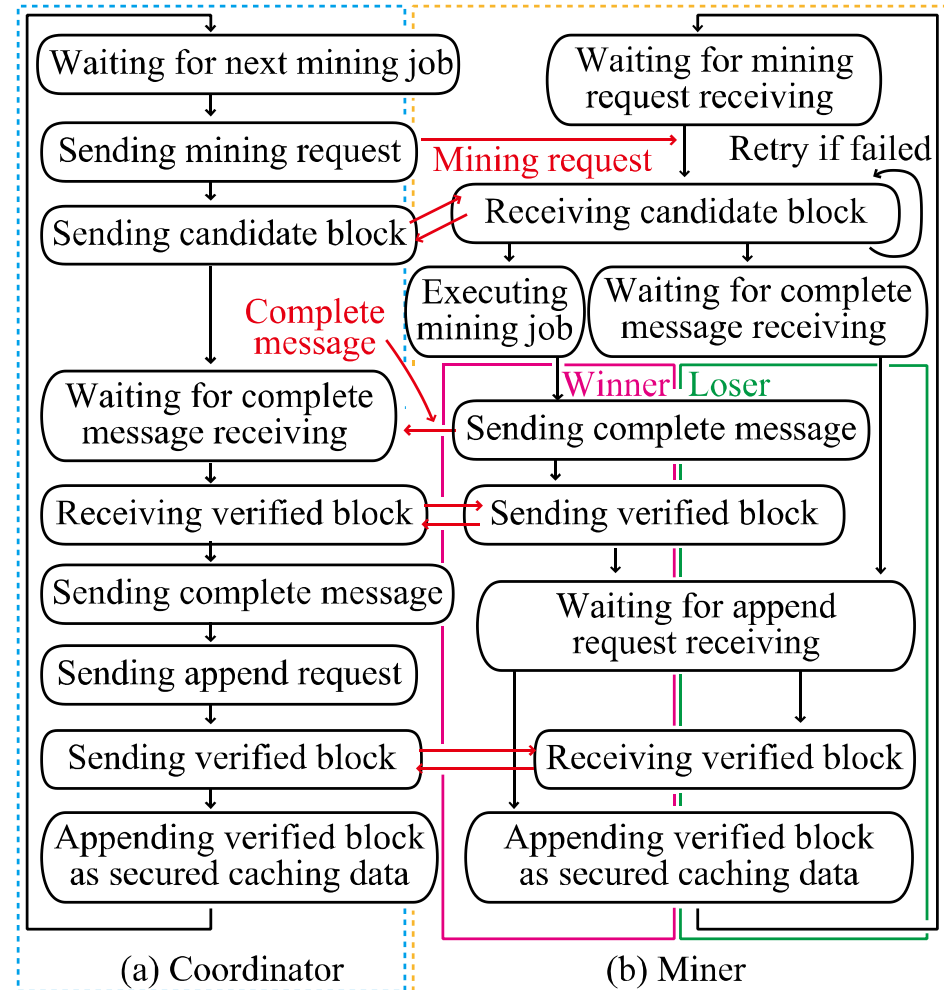 Waiting for next mining job
Sending mining request
Sending candidate block
Waiting for complete
message receiving
Receiving verified block
Sending complete message
Sending append request
Sending verified block
Appending verified block
as secured caching data
(a) Coordinator
Mining request
Complete
message
Waiting for mining
request receiving
Retry if failed
Receiving candidate block
Executing
mining job
Waiting for complete
message receiving
Winner
Loser
Sending complete message
Sending verified block
Waiting for append
request receiving
Receiving verified block
Appending verified block
as secured caching data
(b) Miner